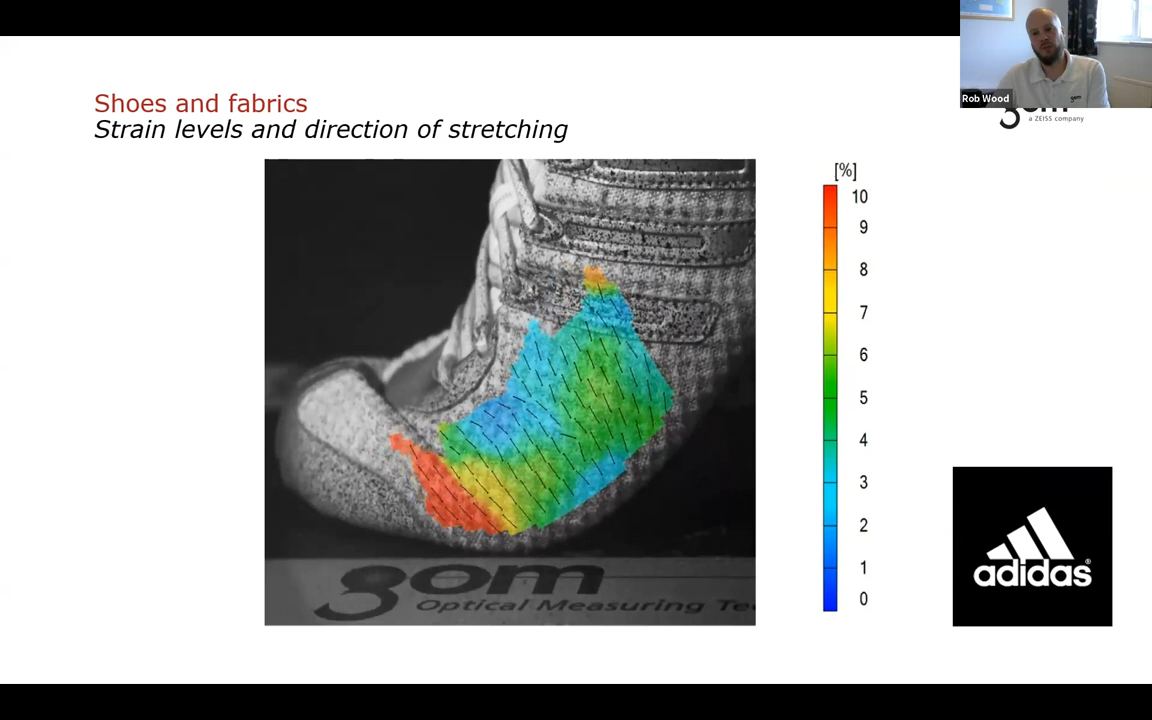 Shoes and fabrics
Strain levels and direction of stretching
Rob Wood
gom
a ZEISS company
[%]
10
9
8
7
6
5
4
3
2
1
0
gom
Optical Measuring Te
adidas
®